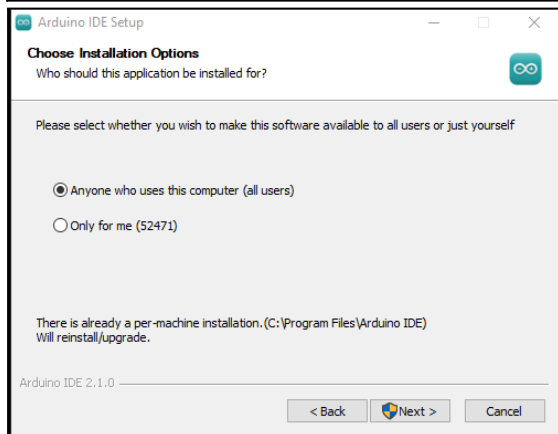 Arduino IDE Setup
Choose Installation Options
Who should this application be installed for?
Please select whether you wish to make this software available to all users or just yourself
Anyone who uses this computer (all users)
Only for me (52471)
There is already a per-machine installation.(C:\Program Files\Arduino IDE)
Will reinstall/upgrade.
Arduino IDE 2.1.0
< Back
Next >
Cancel